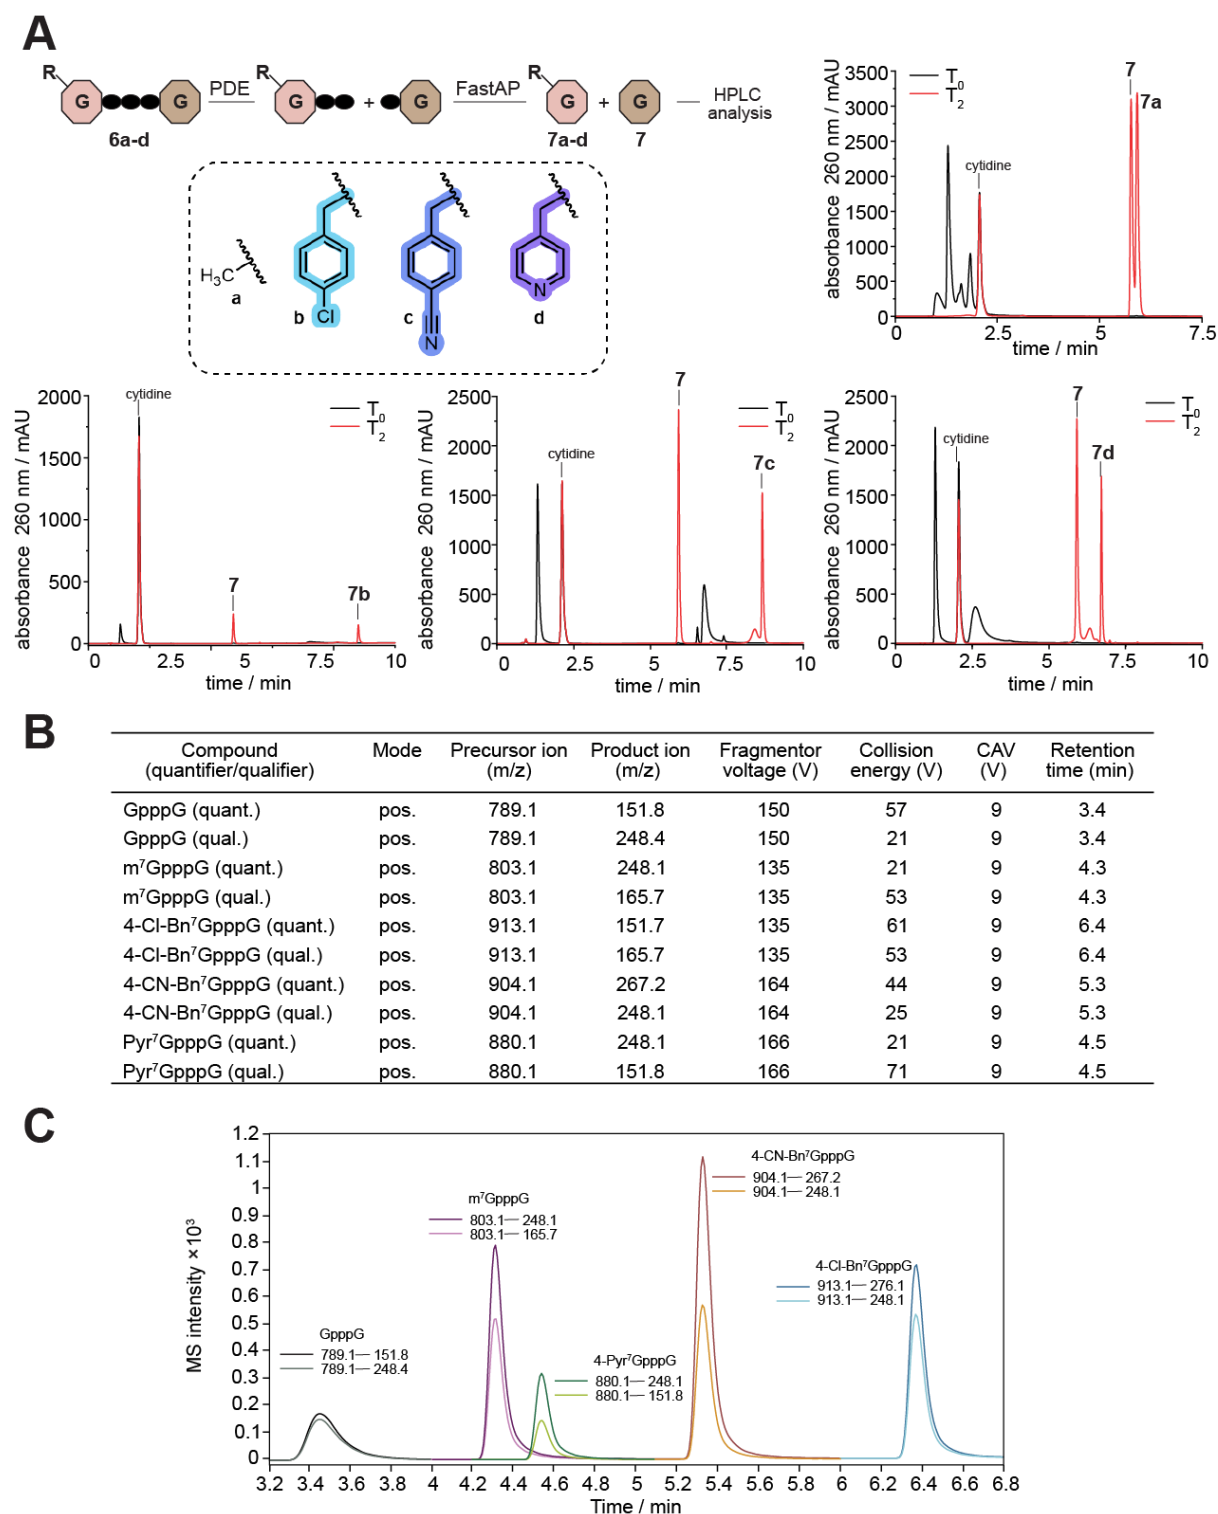 A
R
G
G
PDE
R
G
+
G
FastAP
R
G
+
G
HPLC
analysis
6a-d
7a-d
7
H₃C
a
b
Cl
c
N
d
N
absorbance 260 nm / mAU
3500
3000
2500
2000
1500
1000
500
0
T₀
T₂
cytidine
7
7a
0
2.5
5
7.5
time / min
absorbance 260 nm / mAU
2000
1500
1000
500
0
cytidine
T₀
T₂
7
7b
0
2.5
5
7.5
10
time / min
absorbance 260 nm / mAU
2500
2000
1500
1000
500
0
cytidine
7
T₀
T₂
7c
0
2.5
5
7.5
10
time / min
absorbance 260 nm / mAU
2500
2000
1500
1000
500
0
cytidine
7
T₀
T₂
7d
0
2.5
5
7.5
10
time / min
B
Compound (quantifier/qualifier) Mode Precursor ion (m/z) Product ion (m/z) Fragmentor voltage (V) Collision energy (V) CAV (V) Retention time (min)
GpppG (quant.) pos. 789.1 151.8 150 57 9 3.4
GpppG (qual.) pos. 789.1 248.4 150 21 9 3.4
m⁷GpppG (quant.) pos. 803.1 248.1 135 21 9 4.3
m⁷GpppG (qual.) pos. 803.1 165.7 135 53 9 4.3
4-Cl-Bn⁷GpppG (quant.) pos. 913.1 151.7 135 61 9 6.4
4-Cl-Bn⁷GpppG (qual.) pos. 913.1 165.7 135 53 9 6.4
4-CN-Bn⁷GpppG (quant.) pos. 904.1 267.2 164 44 9 5.3
4-CN-Bn⁷GpppG (qual.) pos. 904.1 248.1 164 25 9 5.3
Pyr⁷GpppG (quant.) pos. 880.1 248.1 166 21 9 4.5
Pyr⁷GpppG (qual.) pos. 880.1 151.8 166 71 9 4.5
C
MS intensity ×10³
1.2
1.1
1
0.9
0.8
0.7
0.6
0.5
0.4
0.3
0.2
0.1
0
GpppG
789.1—151.8
789.1—248.4
m⁷GpppG
803.1—248.1
803.1—165.7
4-Pyr⁷GpppG
880.1—248.1
880.1—151.8
4-CN-Bn⁷GpppG
904.1—267.2
904.1—248.1
4-Cl-Bn⁷GpppG
913.1—276.1
913.1—248.1
3.2 3.4 3.6 3.8 4 4.2 4.4 4.6 4.8 5 5.2 5.4 5.6 5.8 6 6.2 6.4 6.6 6.8
Time / min